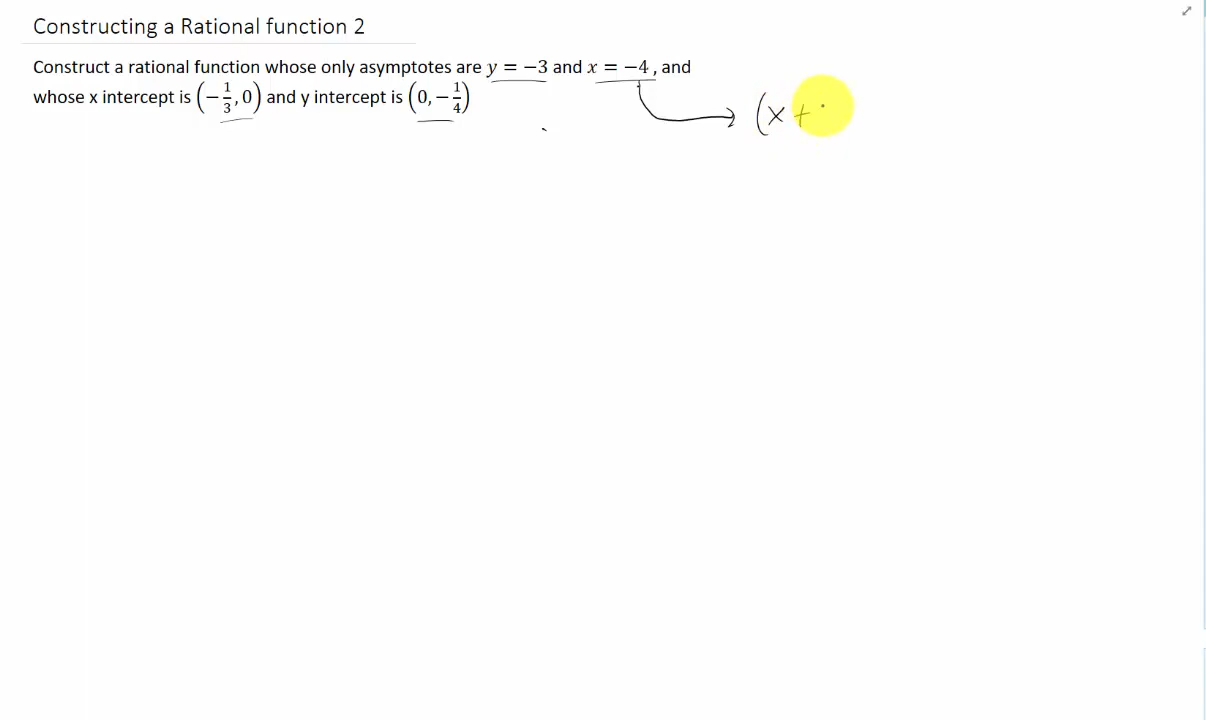 Constructing a Rational function 2
Construct a rational function whose only asymptotes are y = −3 and x = −4 , and
whose x intercept is (−1/3, 0) and y intercept is (0, −1/4)
(x +